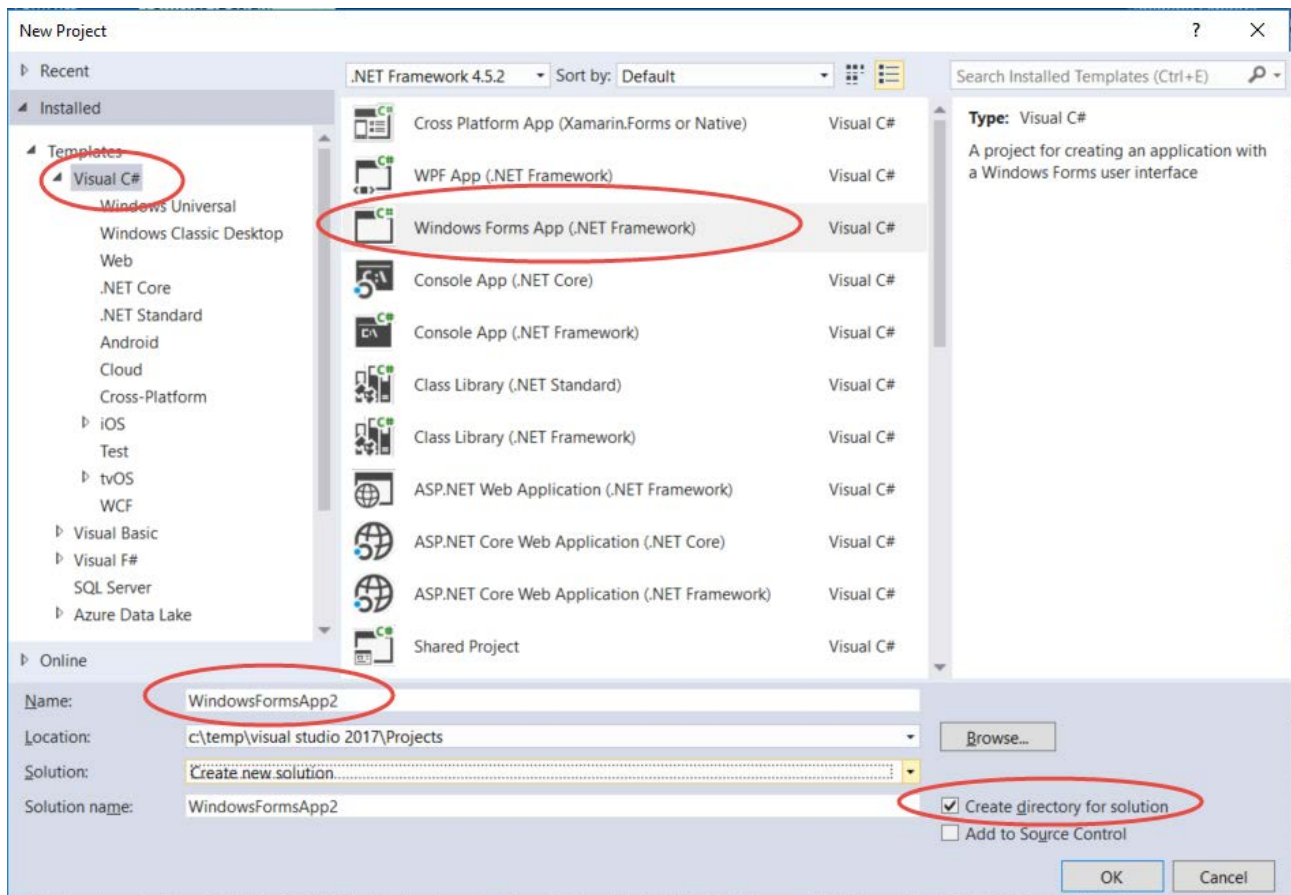 New Project
?
Recent
Installed
Templates
Visual C#
Windows Universal
Windows Classic Desktop
Web
.NET Core
.NET Standard
Android
Cloud
Cross-Platform
iOS
Test
tvOS
WCF
Visual Basic
Visual F#
SQL Server
Azure Data Lake
Online
.NET Framework 4.5.2
Sort by: Default
Cross Platform App (Xamarin.Forms or Native) Visual C#
WPF App (.NET Framework) Visual C#
Windows Forms App (.NET Framework) Visual C#
Console App (.NET Core) Visual C#
Console App (.NET Framework) Visual C#
Class Library (.NET Standard) Visual C#
Class Library (.NET Framework) Visual C#
ASP.NET Web Application (.NET Framework) Visual C#
ASP.NET Core Web Application (.NET Core) Visual C#
ASP.NET Core Web Application (.NET Framework) Visual C#
Shared Project Visual C#
Search Installed Templates (Ctrl+E)
Type: Visual C#
A project for creating an application with
a Windows Forms user interface
Name: WindowsFormsApp2
Location: c:\temp\visual studio 2017\Projects
Browse...
Solution: Create new solution
Solution name: WindowsFormsApp2
Create directory for solution
Add to Source Control
OK
Cancel